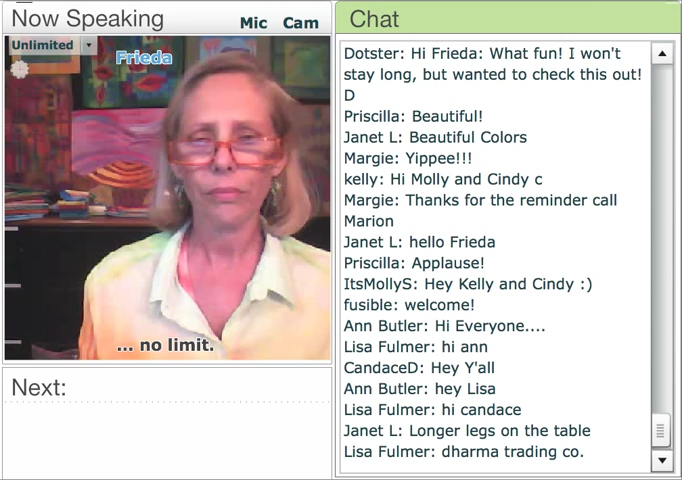 Now Speaking
Mic Cam
Unlimited
Frieda
... no limit.
Next:
Chat
Dotster: Hi Frieda: What fun! I won't
stay long, but wanted to check this out!
D
Priscilla: Beautiful!
Janet L: Beautiful Colors
Margie: Yippee!!!
kelly: Hi Molly and Cindy c
Margie: Thanks for the reminder call
Marion
Janet L: hello Frieda
Priscilla: Applause!
ItsMollyS: Hey Kelly and Cindy :)
fusible: welcome!
Ann Butler: Hi Everyone....
Lisa Fulmer: hi ann
CandaceD: Hey Y'all
Ann Butler: hey Lisa
Lisa Fulmer: hi candace
Janet L: Longer legs on the table
Lisa Fulmer: dharma trading co.